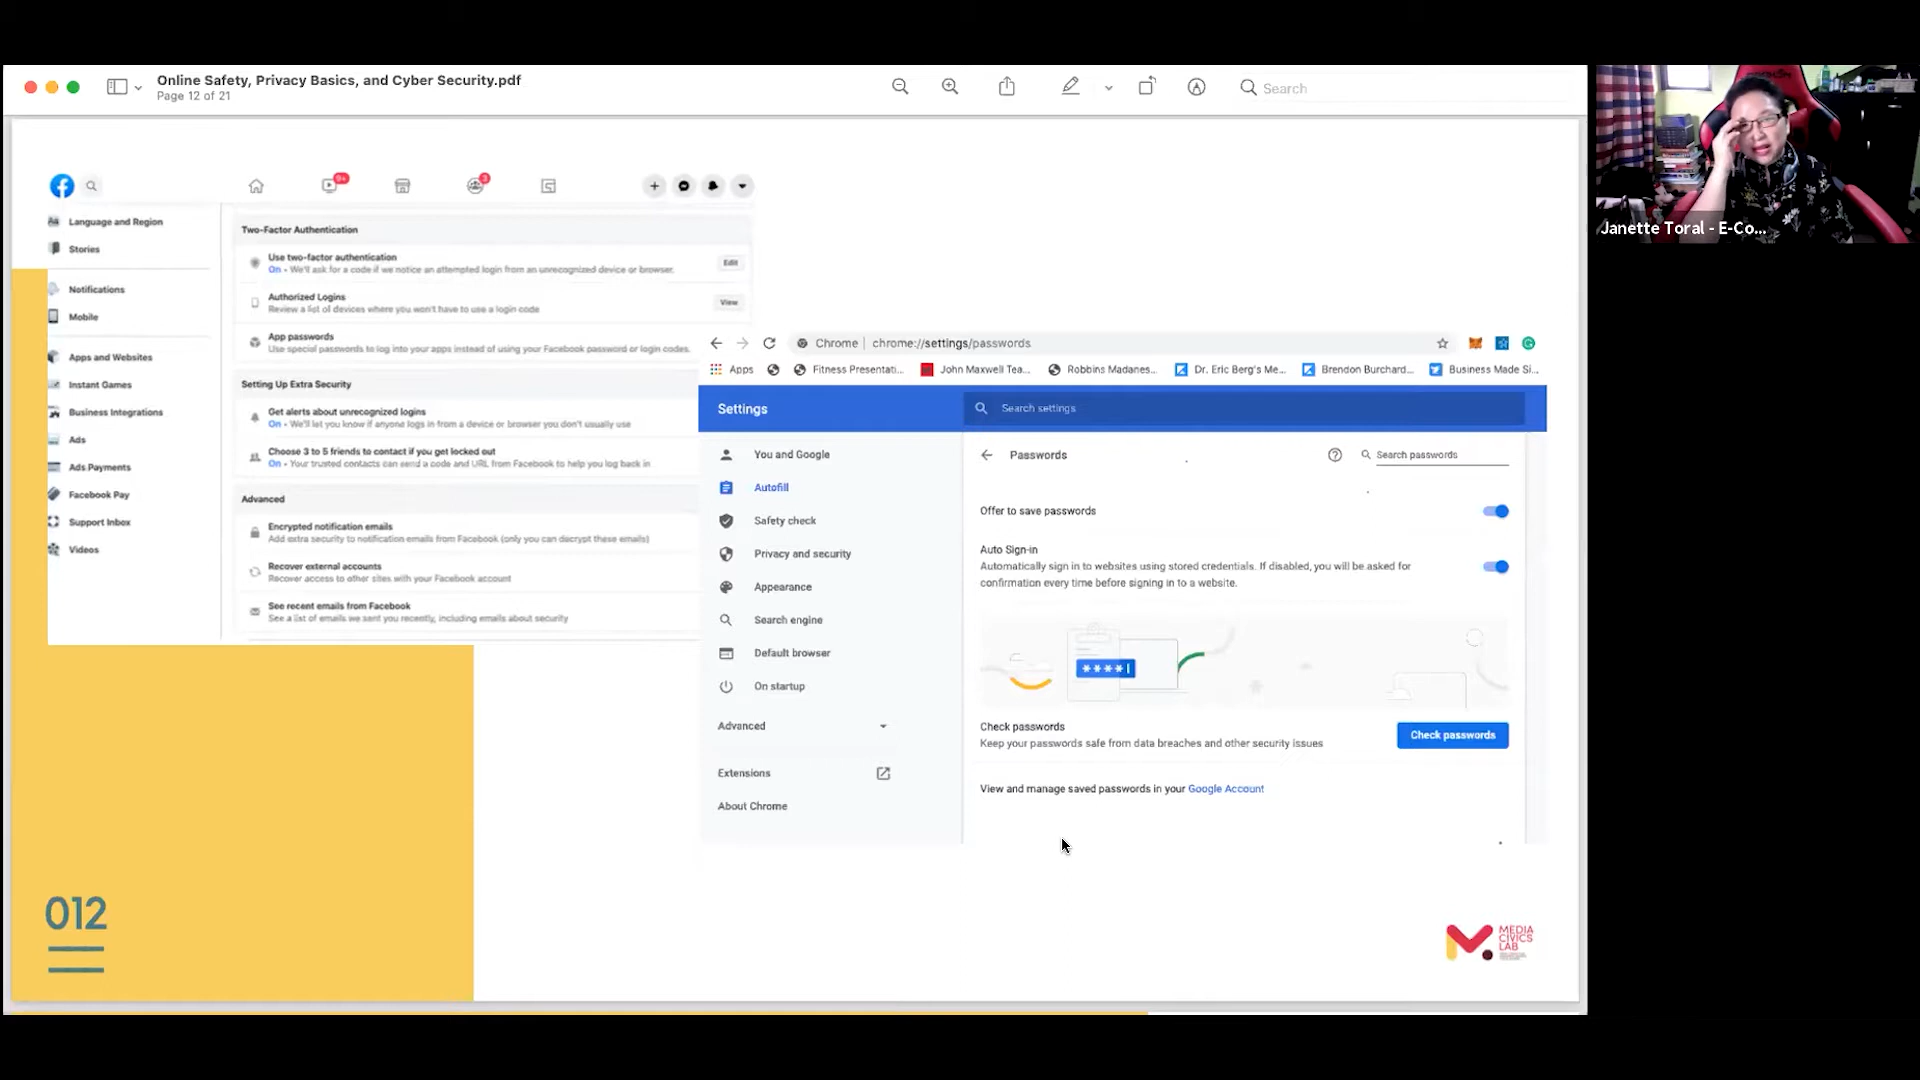 Online Safety, Privacy Basics, and Cyber Security.pdf
Page 12 of 21
Search
9+
3
Language and Region
Stories
Notifications
Mobile
Apps and Websites
Instant Games
Business Integrations
Ads
Ads Payments
Facebook Pay
Support Inbox
Videos
Two-Factor Authentication
Use two-factor authentication
Edit
On - We'll ask for a code if we notice an attempted login from an unrecognized device or browser.
Authorized Logins
View
Review a list of devices where you won't have to use a login code
App passwords
Use special passwords to log into your apps instead of using your Facebook password or login codes.
Setting Up Extra Security
Get alerts about unrecognized logins
On - We'll let you know if anyone logs in from a device or browser you don't usually use
Choose 3 to 5 friends to contact if you get locked out
On - Your trusted contacts can send a code and URL from Facebook to help you log back in
Advanced
Encrypted notification emails
Add extra security to notification emails from Facebook (only you can decrypt these emails)
Recover external accounts
Recover access to other sites with your Facebook account
See recent emails from Facebook
See a list of emails we sent you recently, including emails about security
Chrome | chrome://settings/passwords
Apps
Fitness Presentati...
John Maxwell Tea...
Robbins Madanes...
Dr. Eric Berg's Me...
Brendon Burchard...
Business Made Si...
Settings
Search settings
You and Google
Autofill
Safety check
Privacy and security
Appearance
Search engine
Default browser
On startup
Advanced
Extensions
About Chrome
Passwords
Search passwords
Offer to save passwords
Auto Sign-in
Automatically sign in to websites using stored credentials. If disabled, you will be asked for
confirmation every time before signing in to a website.
****|
Check passwords
Keep your passwords safe from data breaches and other security issues
Check passwords
View and manage saved passwords in your Google Account
012
MEDIA
CIVICS
LAB
Janette Toral - E-Co...